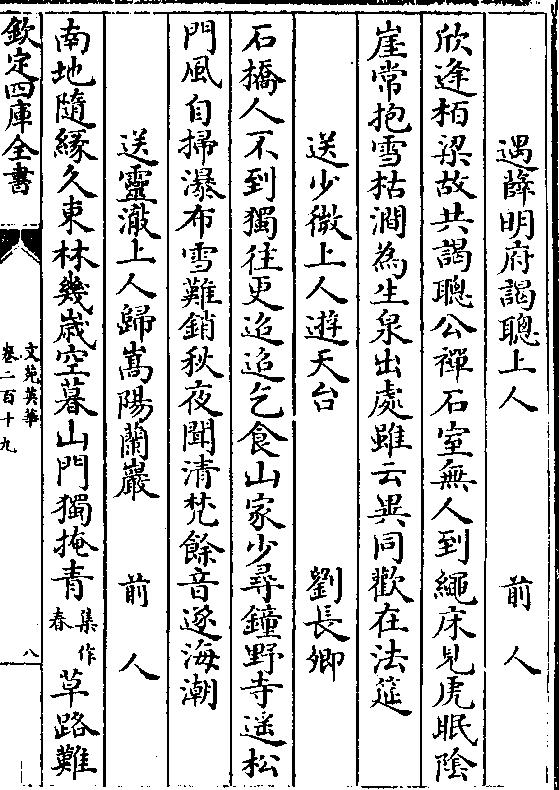 遇薛明府謁聰上人　前人
欣逢栢梁故共謁聰公禪石室無人到繩床見虎眠陰
崖常抱雪枯澗為生泉出處雖云異同歡在法筵
送少微上人遊天台　劉長卿
石橋人不到獨往更迢迢乞食山家少尋鐘野寺遥松
門風自掃瀑布雪難銷秋夜聞清梵餘音逐海潮
送靈澈上人歸嵩陽蘭巖　前人
南地隨緣久東林幾歳空暮山門獨掩青集作春草路難
欽定四庫全書
文苑英華
卷二百十九
八